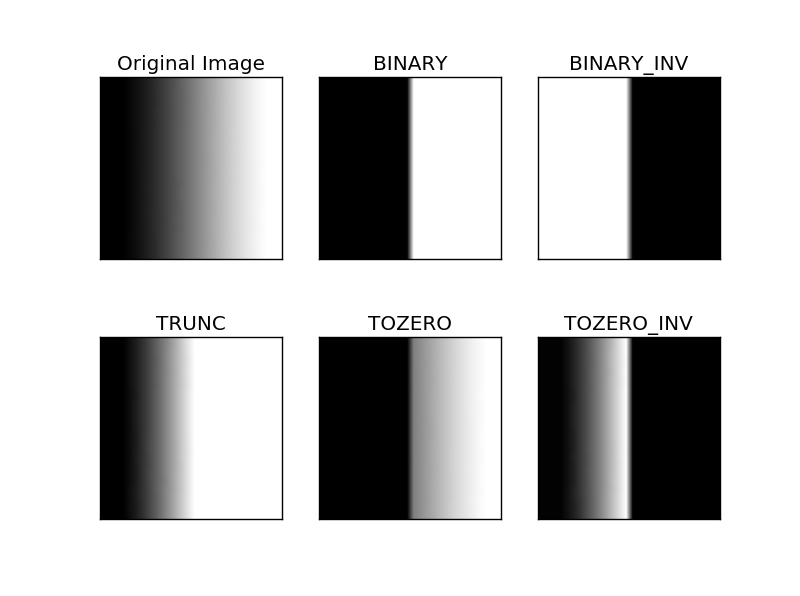 Original Image
BINARY
BINARY_INV
TRUNC
TOZERO
TOZERO_INV